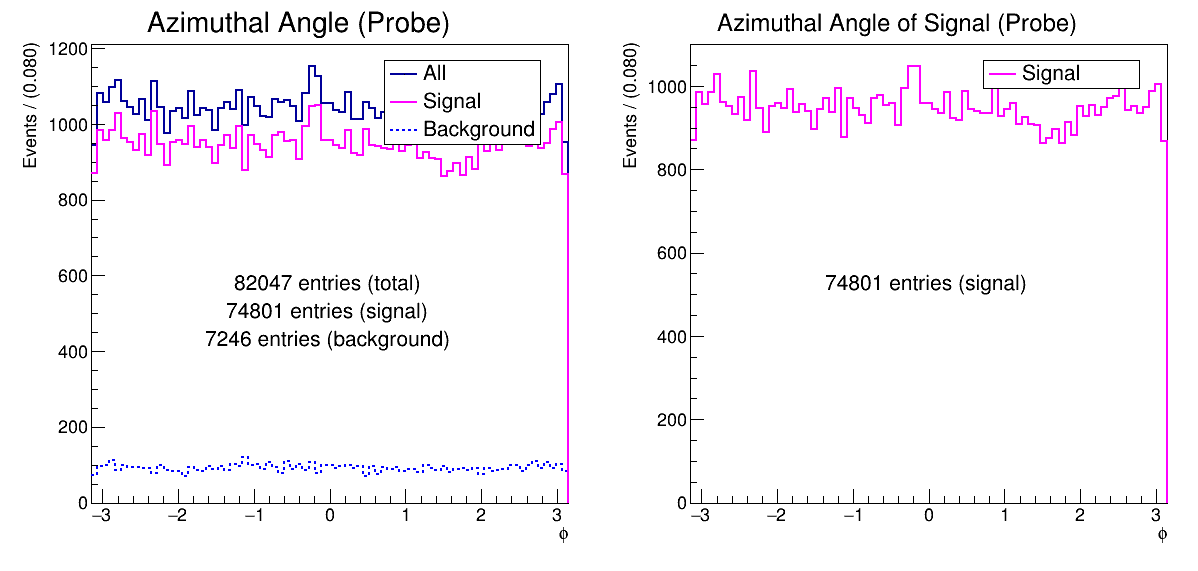 Azimuthal Angle (Probe)
Events / (0.080)
1200
1000
800
600
400
200
0
All
Signal
Background
82047 entries (total)
74801 entries (signal)
7246 entries (background)
−3 −2 −1 0 1 2 3
ϕ
Azimuthal Angle of Signal (Probe)
Events / (0.080)
1000
800
600
400
200
0
Signal
74801 entries (signal)
−3 −2 −1 0 1 2 3
ϕ